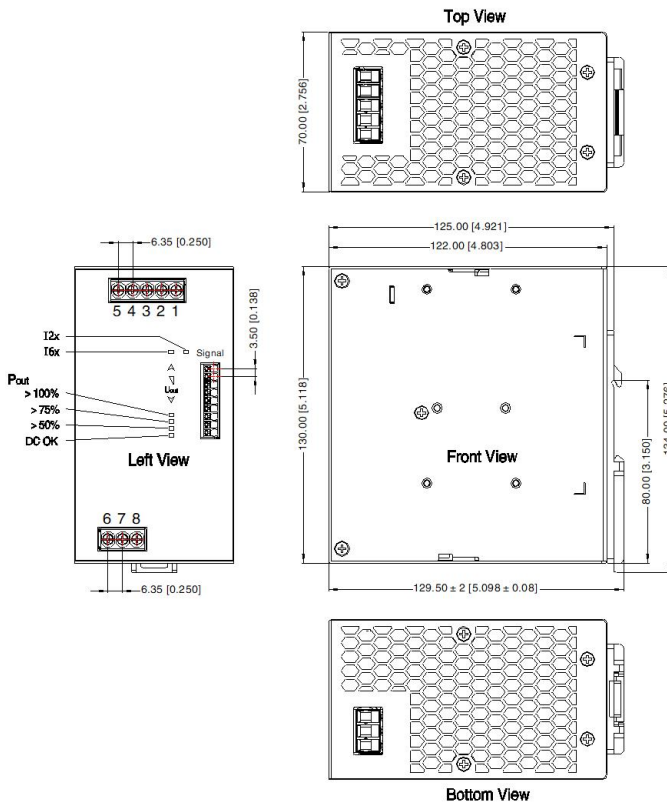 Top View
70.00 [2.756]
125.00 [4.921]
122.00 [4.803]
6.35 [0.250]
5 4 3 2 1
3.50 [0.138]
I2x
I6x
Signal
Pout
Uout
> 100%
> 75%
> 50%
DC OK
Left View
130.00 [5.118]
Front View
80.00 [3.150]
6 7 8
6.35 [0.250]
129.50 ± 2 [5.098 ± 0.08]
Bottom View